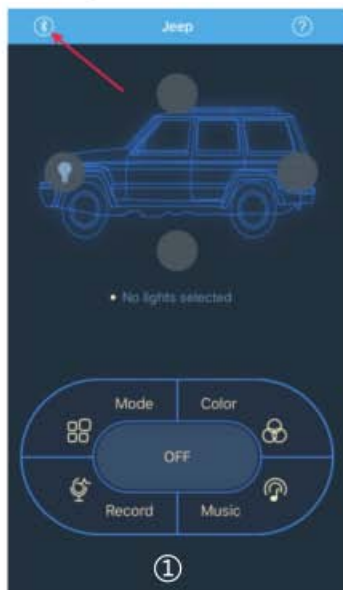 Jeep ?
• No lights selected
Mode Color
OFF
Record Music
①